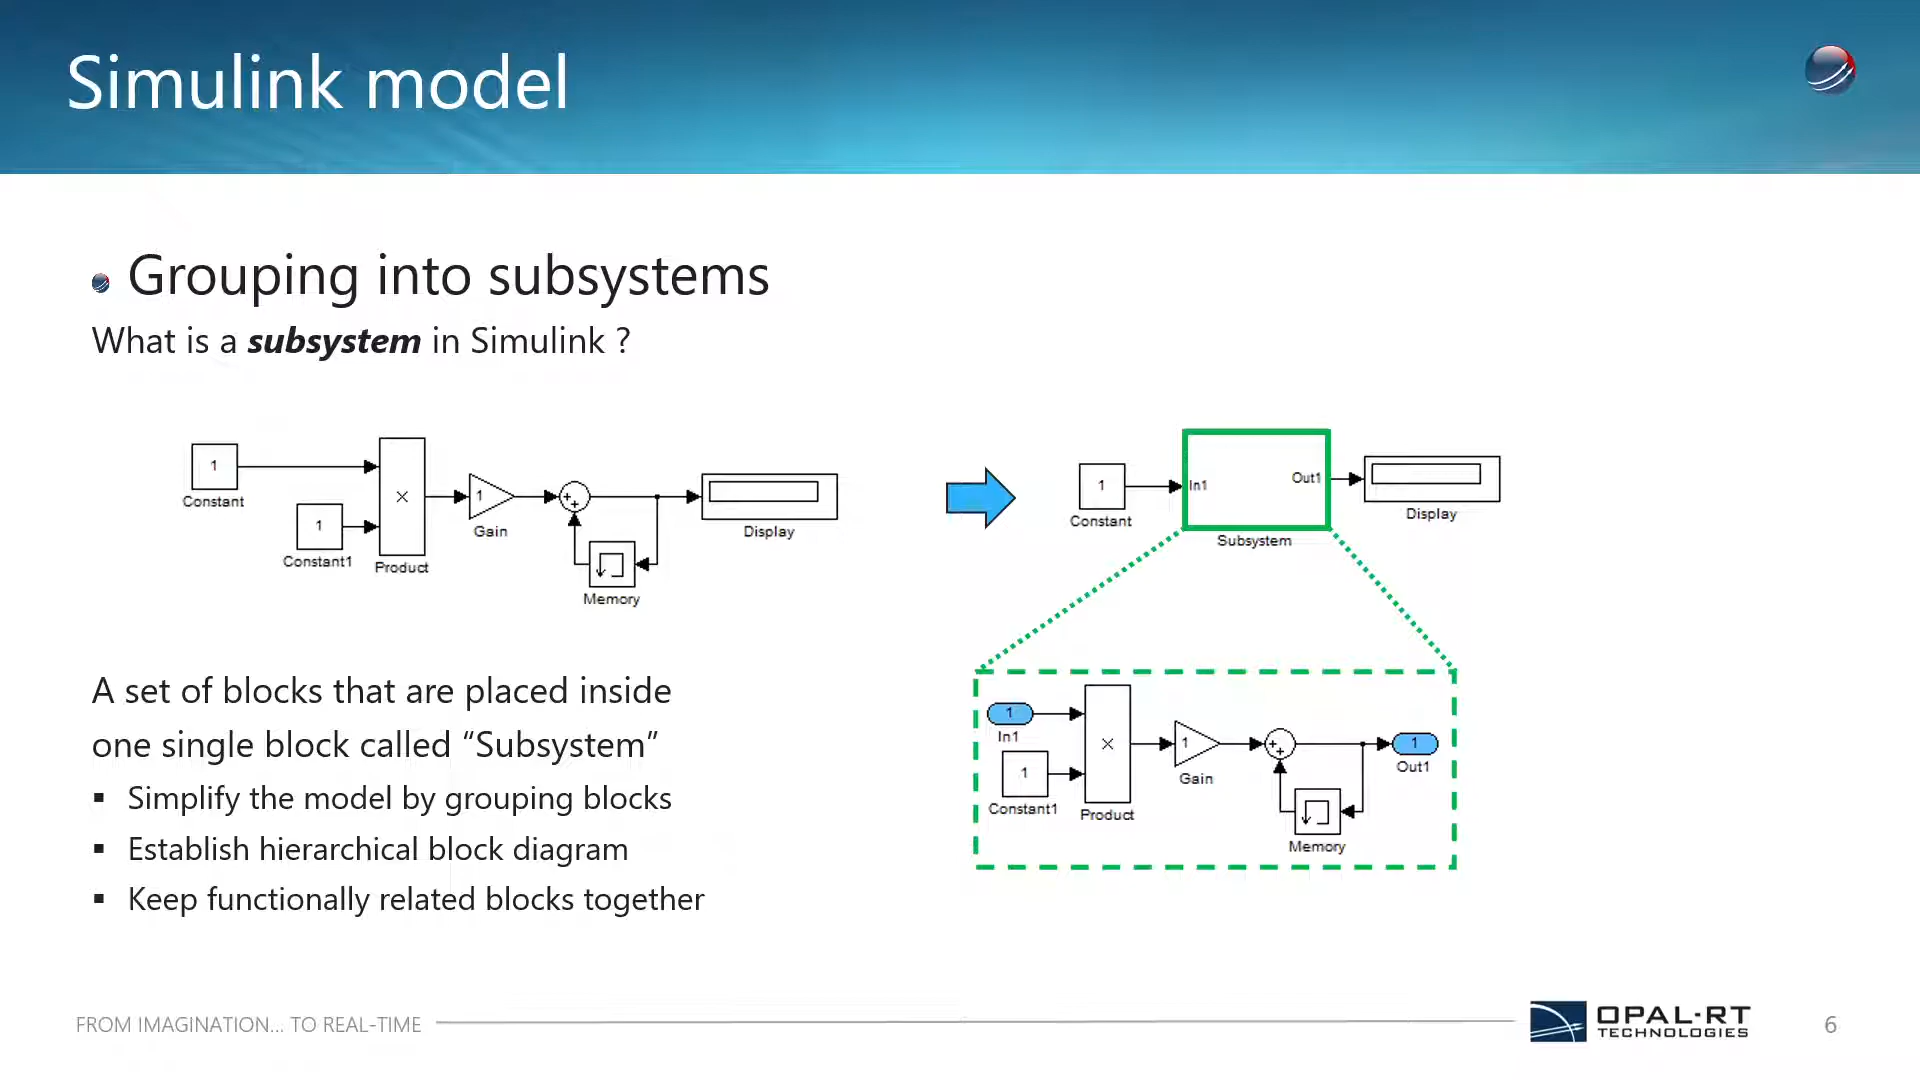 Simulink model
Grouping into subsystems
What is a subsystem in Simulink ?
1
Constant
1
Constant1
×
Product
1
Gain
+
+
Memory
Display
1
Constant
In1
Out1
Subsystem
Display
1
In1
1
Constant1
×
Product
1
Gain
+
+
Memory
1
Out1
A set of blocks that are placed inside
one single block called “Subsystem”
▪ Simplify the model by grouping blocks
▪ Establish hierarchical block diagram
▪ Keep functionally related blocks together
FROM IMAGINATION... TO REAL-TIME
OPAL-RT
TECHNOLOGIES
6